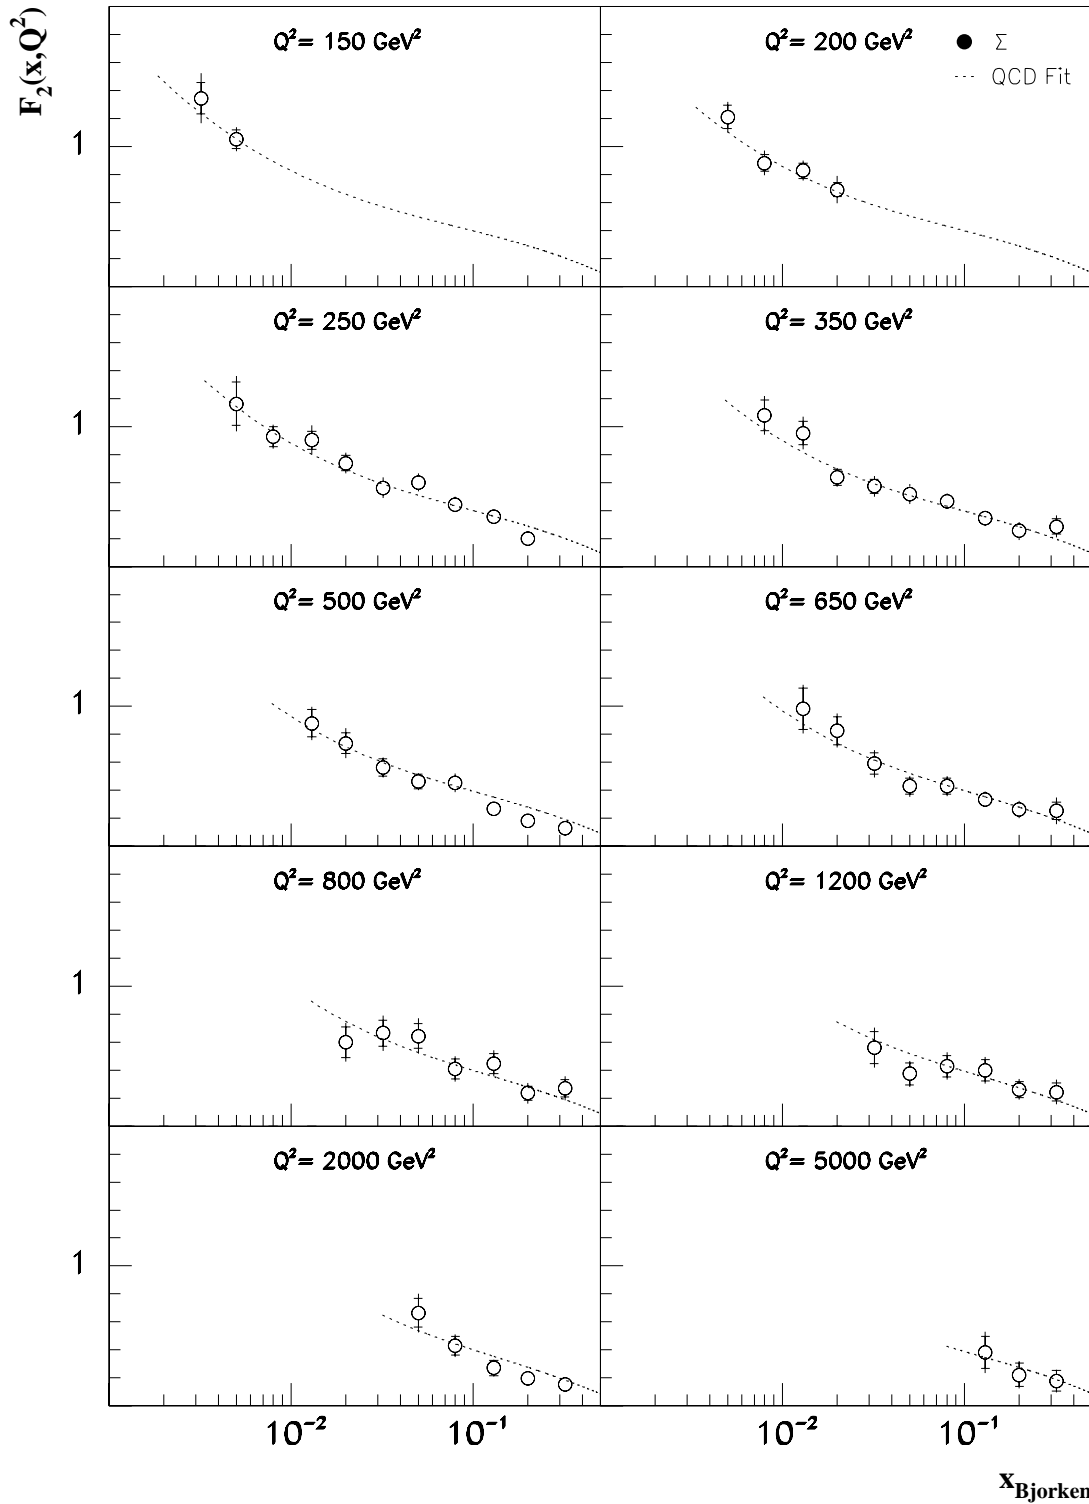 F₂(x,Q²)
Q²= 150 GeV²
Q²= 200 GeV²
Σ
QCD Fit
1
Q²= 250 GeV²
Q²= 350 GeV²
1
Q²= 500 GeV²
Q²= 650 GeV²
1
Q²= 800 GeV²
Q²= 1200 GeV²
1
Q²= 2000 GeV²
Q²= 5000 GeV²
1
10⁻² 10⁻¹ 10⁻² 10⁻¹
x_Bjorken